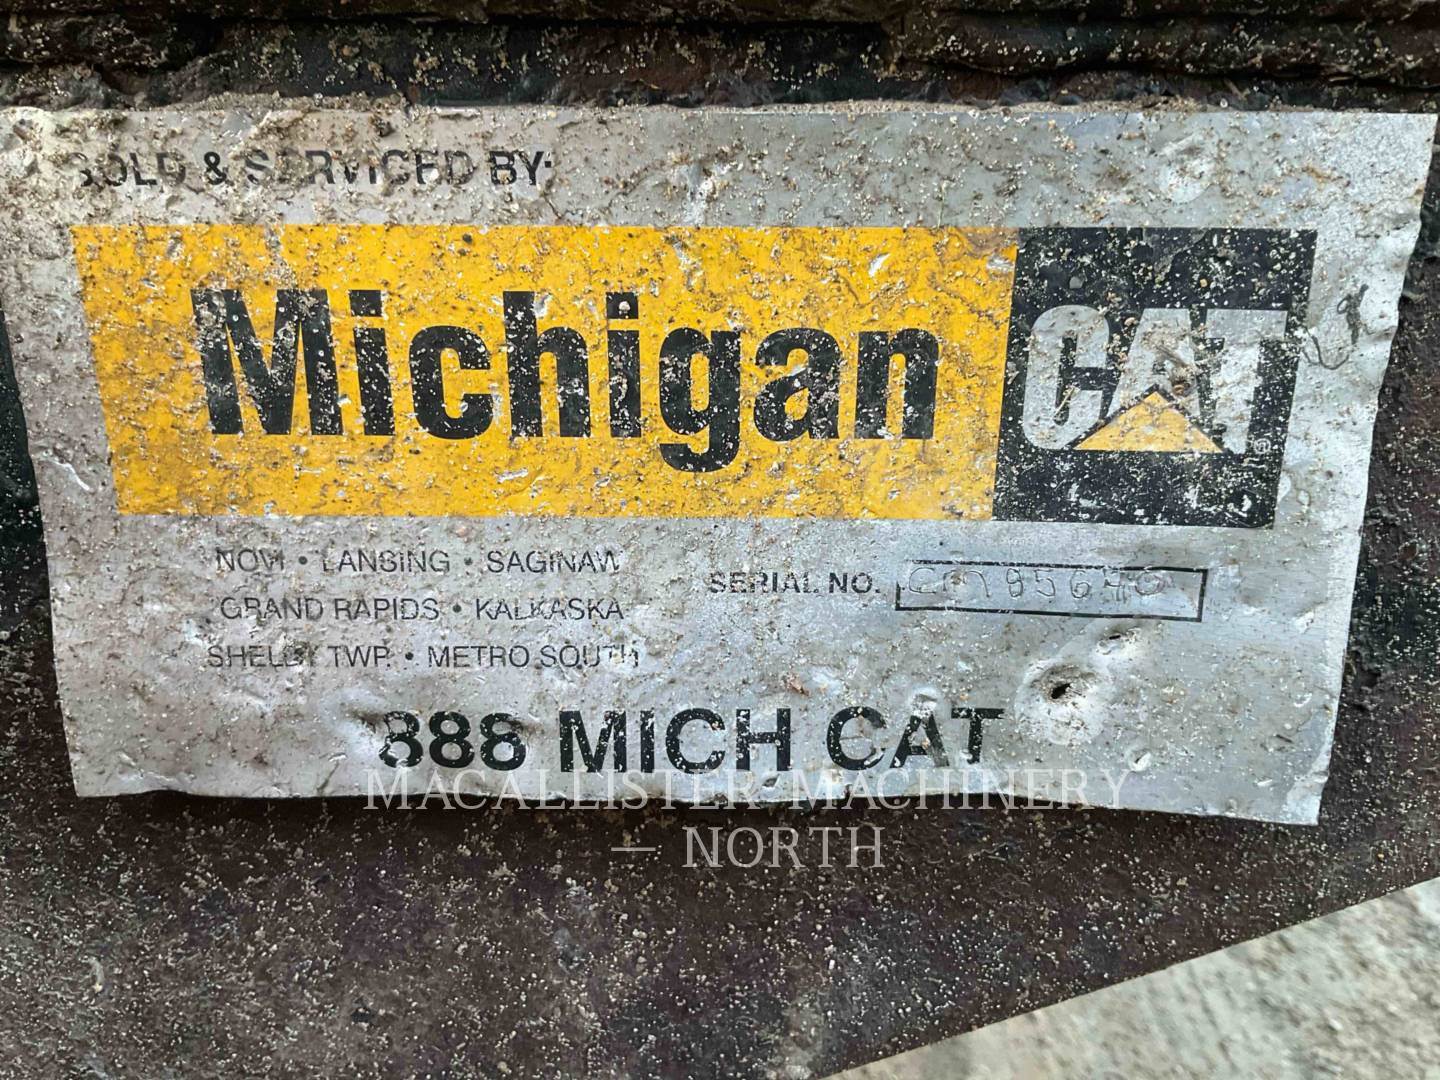 SOLD & SERVICED BY:
Michigan CAT ®
NOVI • LANSING • SAGINAW
GRAND RAPIDS • KALKASKA
SHELBY TWP. • METRO SOUTH
SERIAL NO.
888 MICH CAT
MACALLISTER MACHINERY
— NORTH